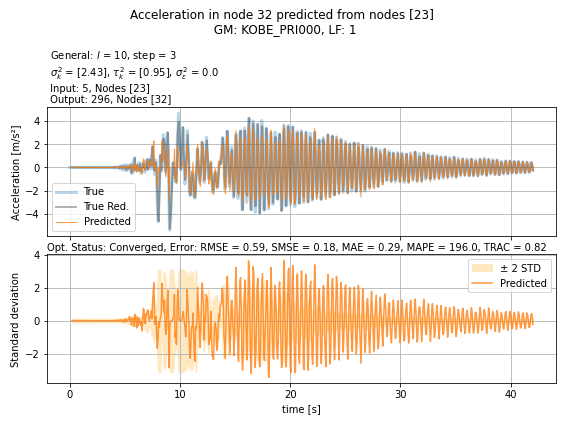 Acceleration in node 32 predicted from nodes [23]
GM: KOBE_PRI000, LF: 1
General: l = 10, step = 3
σ²ₖ = [2.43], τ²ₖ = [0.95], σ²ε = 0.0
Input: 5, Nodes [23]
Output: 296, Nodes [32]
Acceleration [m/s²]
4
2
0
−2
−4
True
True Red.
Predicted
Opt. Status: Converged, Error: RMSE = 0.59, SMSE = 0.18, MAE = 0.29, MAPE = 196.0, TRAC = 0.82
Standard deviation
4
2
0
−2
± 2 STD
Predicted
0 10 20 30 40
time [s]